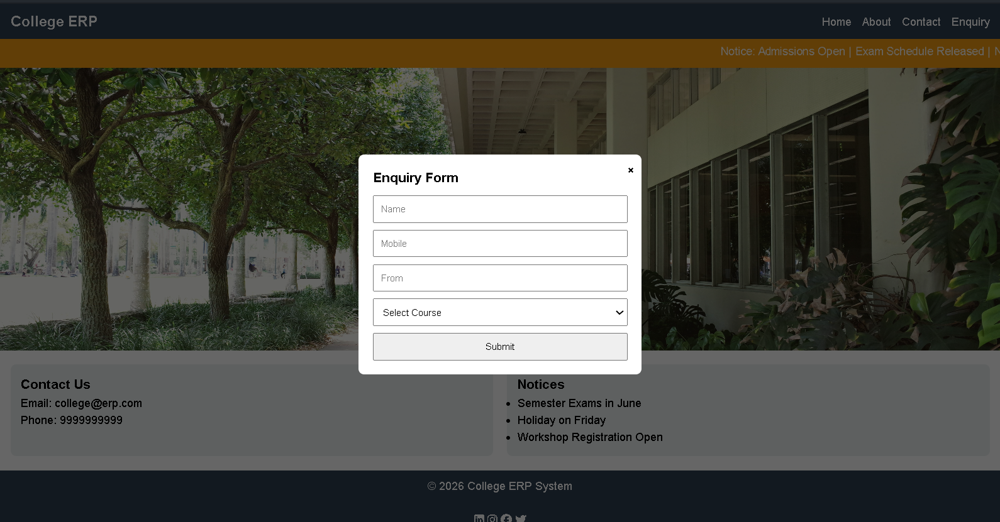 College ERP
Home About Contact Enquiry
Notice: Admissions Open | Exam Schedule Released | N
Enquiry Form
×
Name
Mobile
From
Select Course
Submit
Contact Us
Email: college@erp.com
Phone: 9999999999
Notices
• Semester Exams in June
• Holiday on Friday
• Workshop Registration Open
© 2026 College ERP System